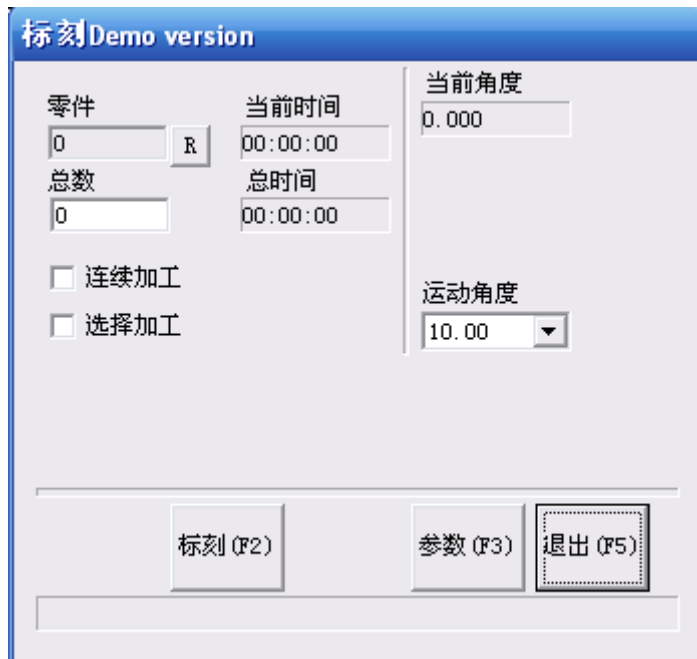 标刻Demo version
零件
当前时间
0
R
00:00:00
总数
总时间
0
00:00:00
连续加工
选择加工
当前角度
0.000
运动角度
10.00
标刻(F2)
参数(F3)
退出(F5)